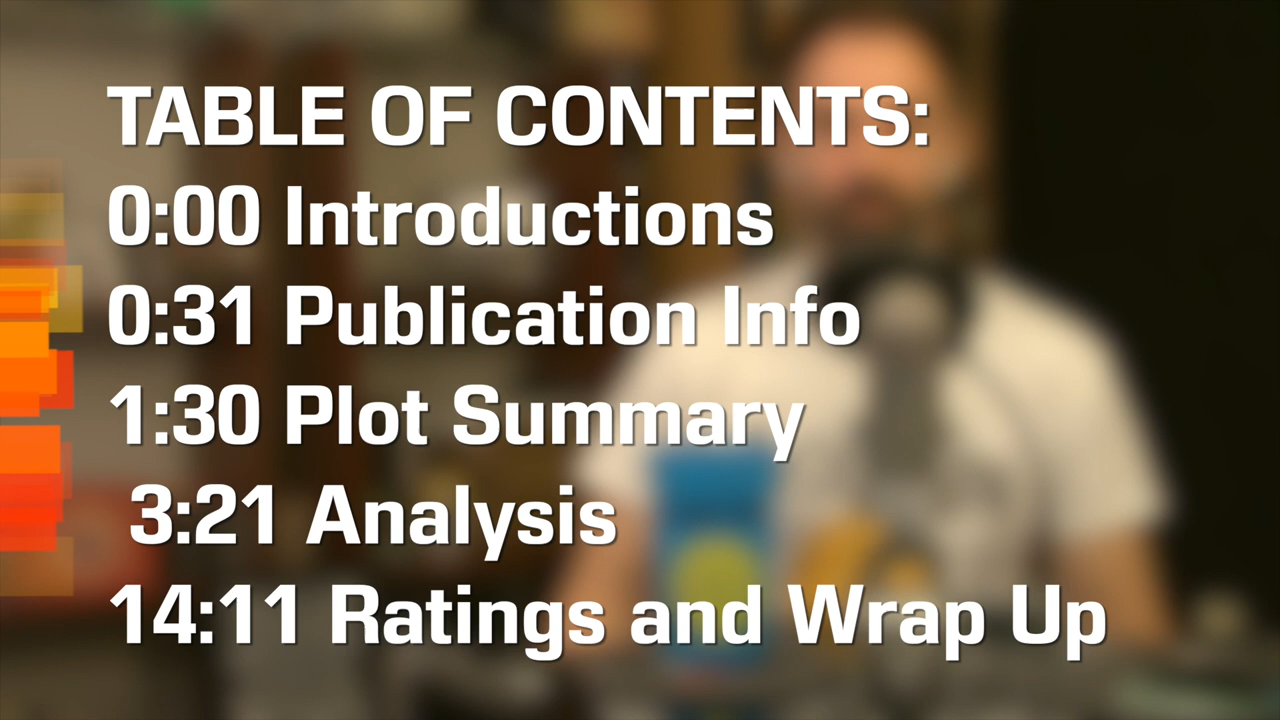 TABLE OF CONTENTS:
0:00 Introductions
0:31 Publication Info
1:30 Plot Summary
3:21 Analysis
14:11 Ratings and Wrap Up